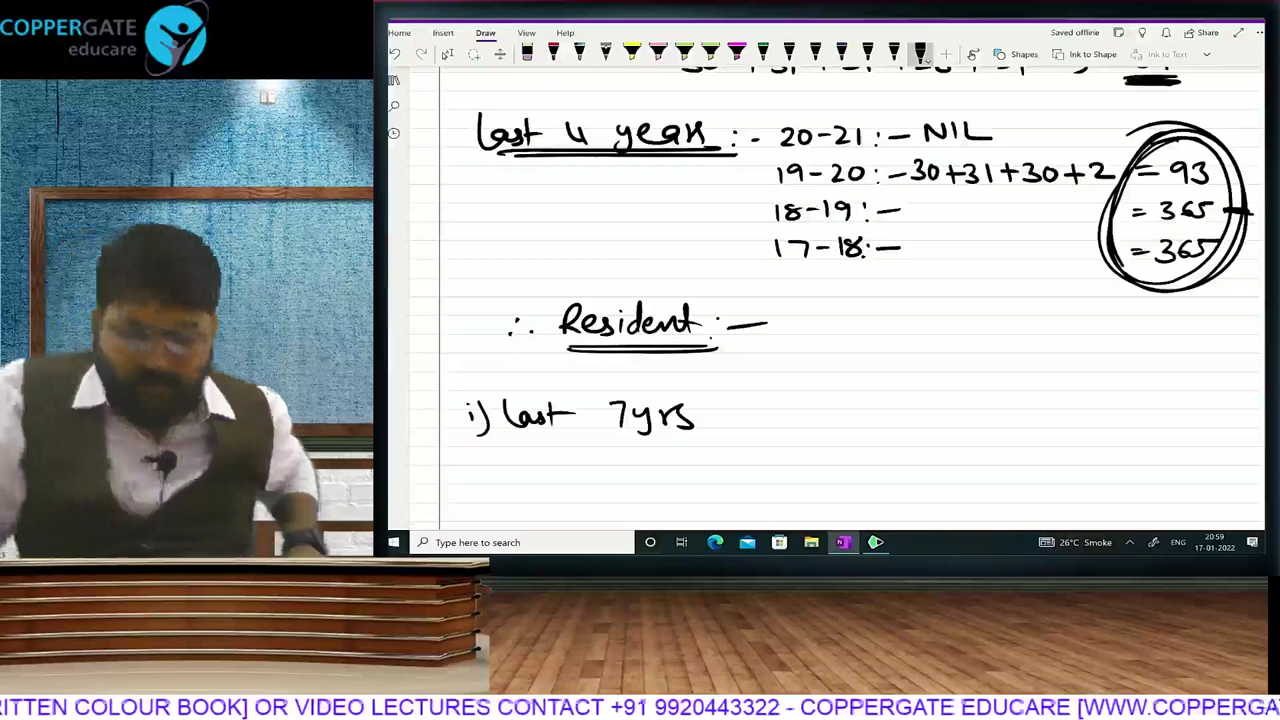 COPPERGATE
educare
Home Insert Draw View Help
Saved offline
Share
Shapes
Ink to Shape
Ink to Text
Last 4 year :- 20-21:- NIL
19-20:- 30+31+30+2 = 93
18-19:- = 365
17-18:- = 365
∴ Resident :-
i) last 7yrs
Type here to search
26°C Smoke
ENG
20:59
17-01-2022
RITTEN COLOUR BOOK] OR VIDEO LECTURES CONTACT +91 9920443322 - COPPERGATE EDUCARE [WWW.COPPERGA